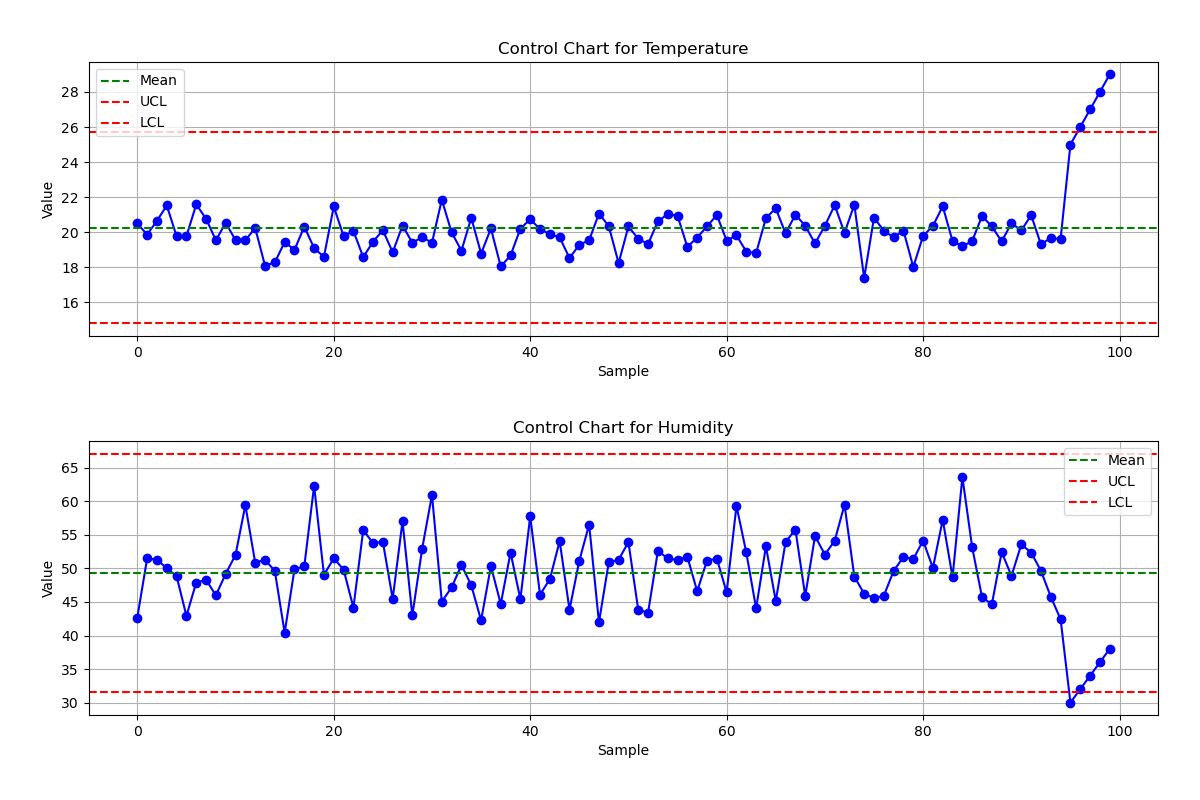 Control Chart for Temperature
Mean
UCL
LCL
28
26
24
22
20
18
16
Value
0 20 40 60 80 100
Sample
Control Chart for Humidity
Mean
UCL
LCL
65
60
55
50
45
40
35
30
Value
0 20 40 60 80 100
Sample